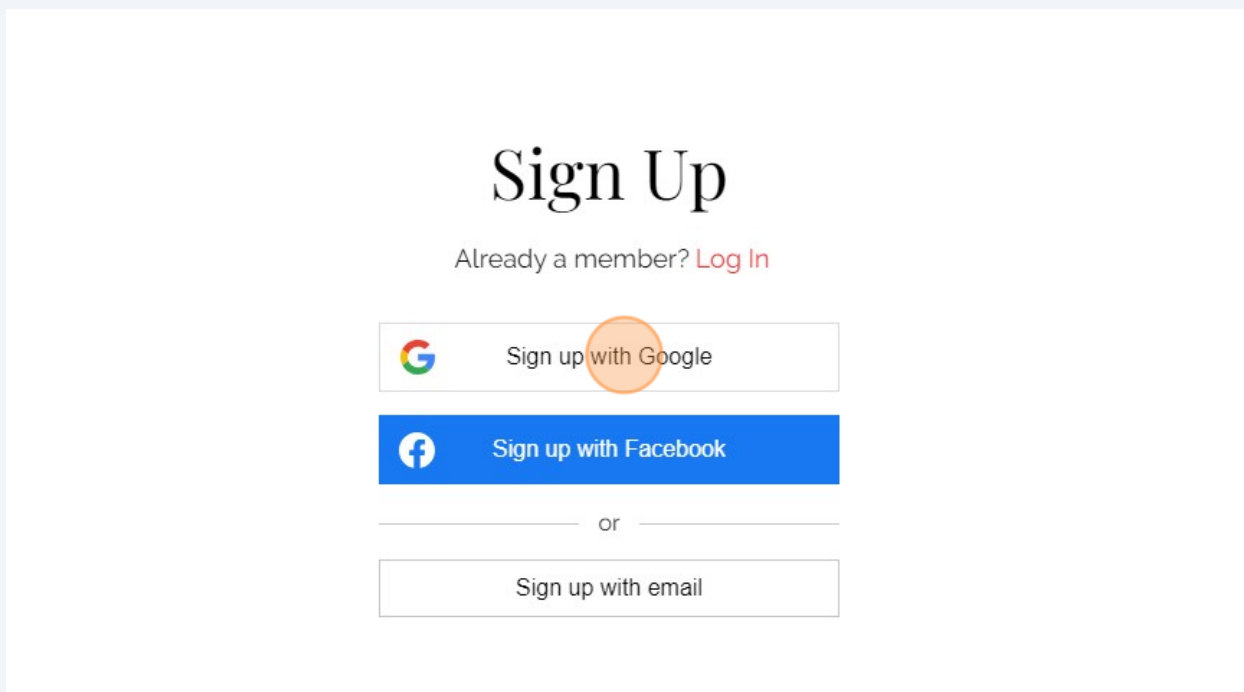 Sign Up
Already a member? Log In
Sign up with Google
Sign up with Facebook
or
Sign up with email